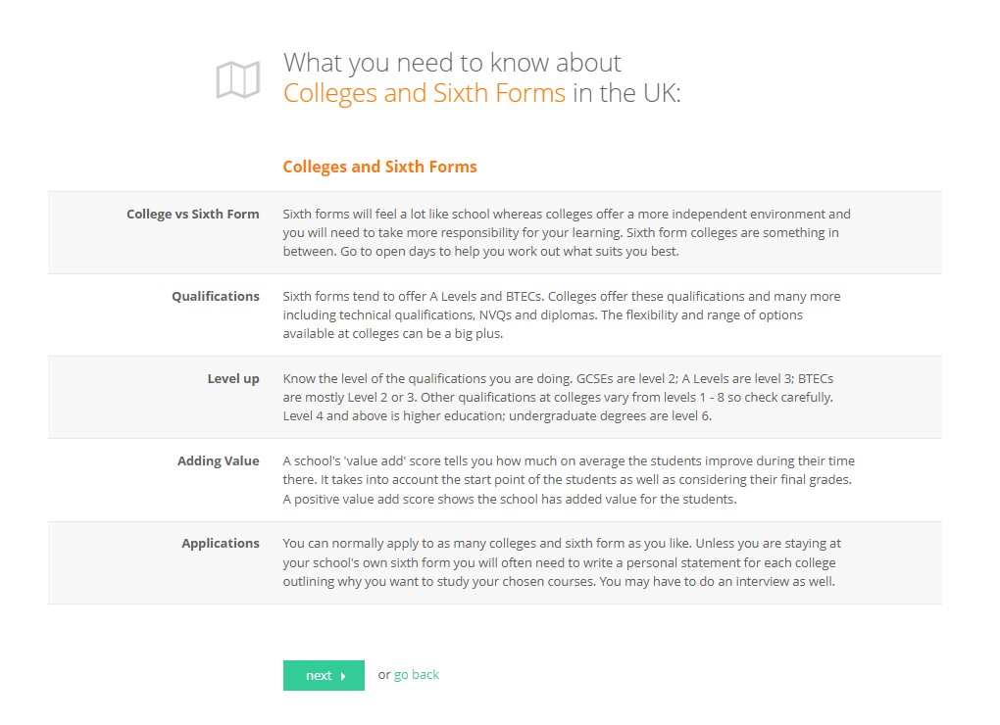 What you need to know about
Colleges and Sixth Forms in the UK:
Colleges and Sixth Forms
College vs Sixth Form
Sixth forms will feel a lot like school whereas colleges offer a more independent environment and
you will need to take more responsibility for your learning. Sixth form colleges are something in
between. Go to open days to help you work out what suits you best.
Qualifications
Sixth forms tend to offer A Levels and BTECs. Colleges offer these qualifications and many more
including technical qualifications, NVQs and diplomas. The flexibility and range of options
available at colleges can be a big plus.
Level up
Know the level of the qualifications you are doing. GCSEs are level 2; A Levels are level 3; BTECs
are mostly Level 2 or 3. Other qualifications at colleges vary from levels 1 - 8 so check carefully.
Level 4 and above is higher education; undergraduate degrees are level 6.
Adding Value
A school's 'value add' score tells you how much on average the students improve during their time
there. It takes into account the start point of the students as well as considering their final grades.
A positive value add score shows the school has added value for the students.
Applications
You can normally apply to as many colleges and sixth form as you like. Unless you are staying at
your school's own sixth form you will often need to write a personal statement for each college
outlining why you want to study your chosen courses. You may have to do an interview as well.
next or go back